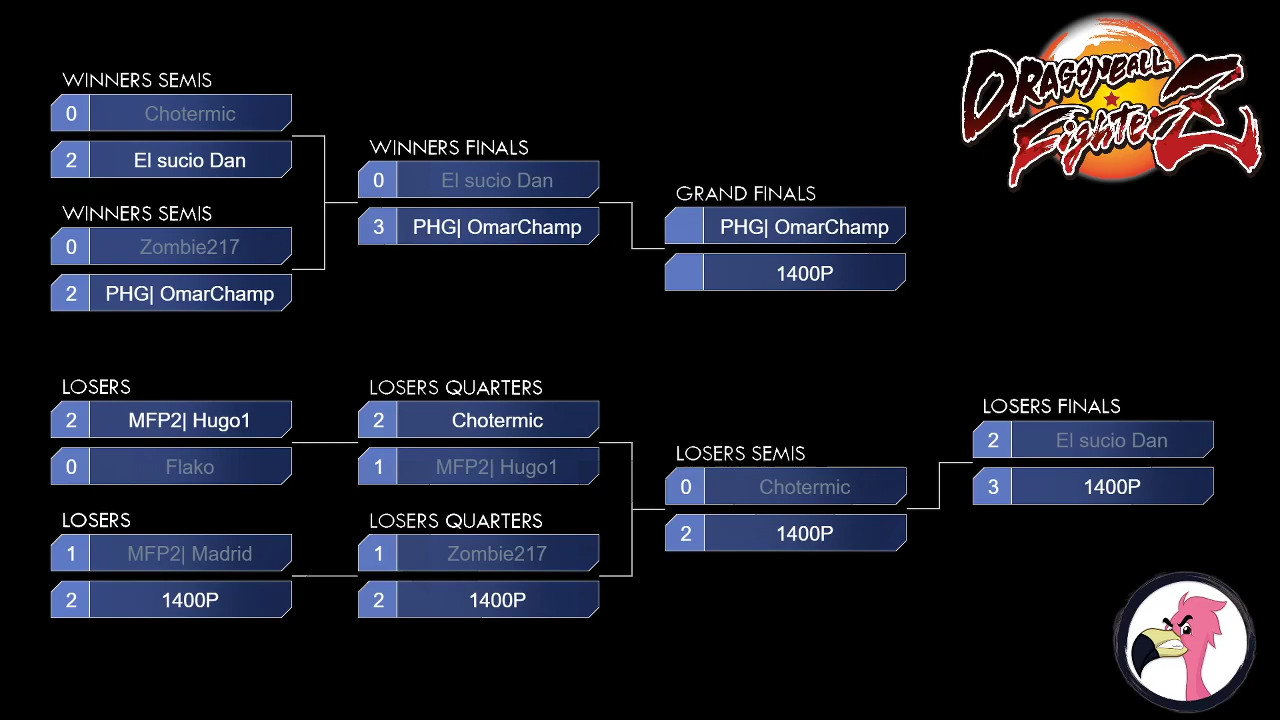 DRAGONBALL
FighterZ
WINNERS SEMIS
0 Chotermic
2 El sucio Dan
WINNERS SEMIS
0 Zombie217
2 PHG| OmarChamp
WINNERS FINALS
0 El sucio Dan
3 PHG| OmarChamp
GRAND FINALS
PHG| OmarChamp
1400P
LOSERS
2 MFP2| Hugo1
0 Flako
LOSERS
1 MFP2| Madrid
2 1400P
LOSERS QUARTERS
2 Chotermic
1 MFP2| Hugo1
LOSERS QUARTERS
1 Zombie217
2 1400P
LOSERS SEMIS
0 Chotermic
2 1400P
LOSERS FINALS
2 El sucio Dan
3 1400P